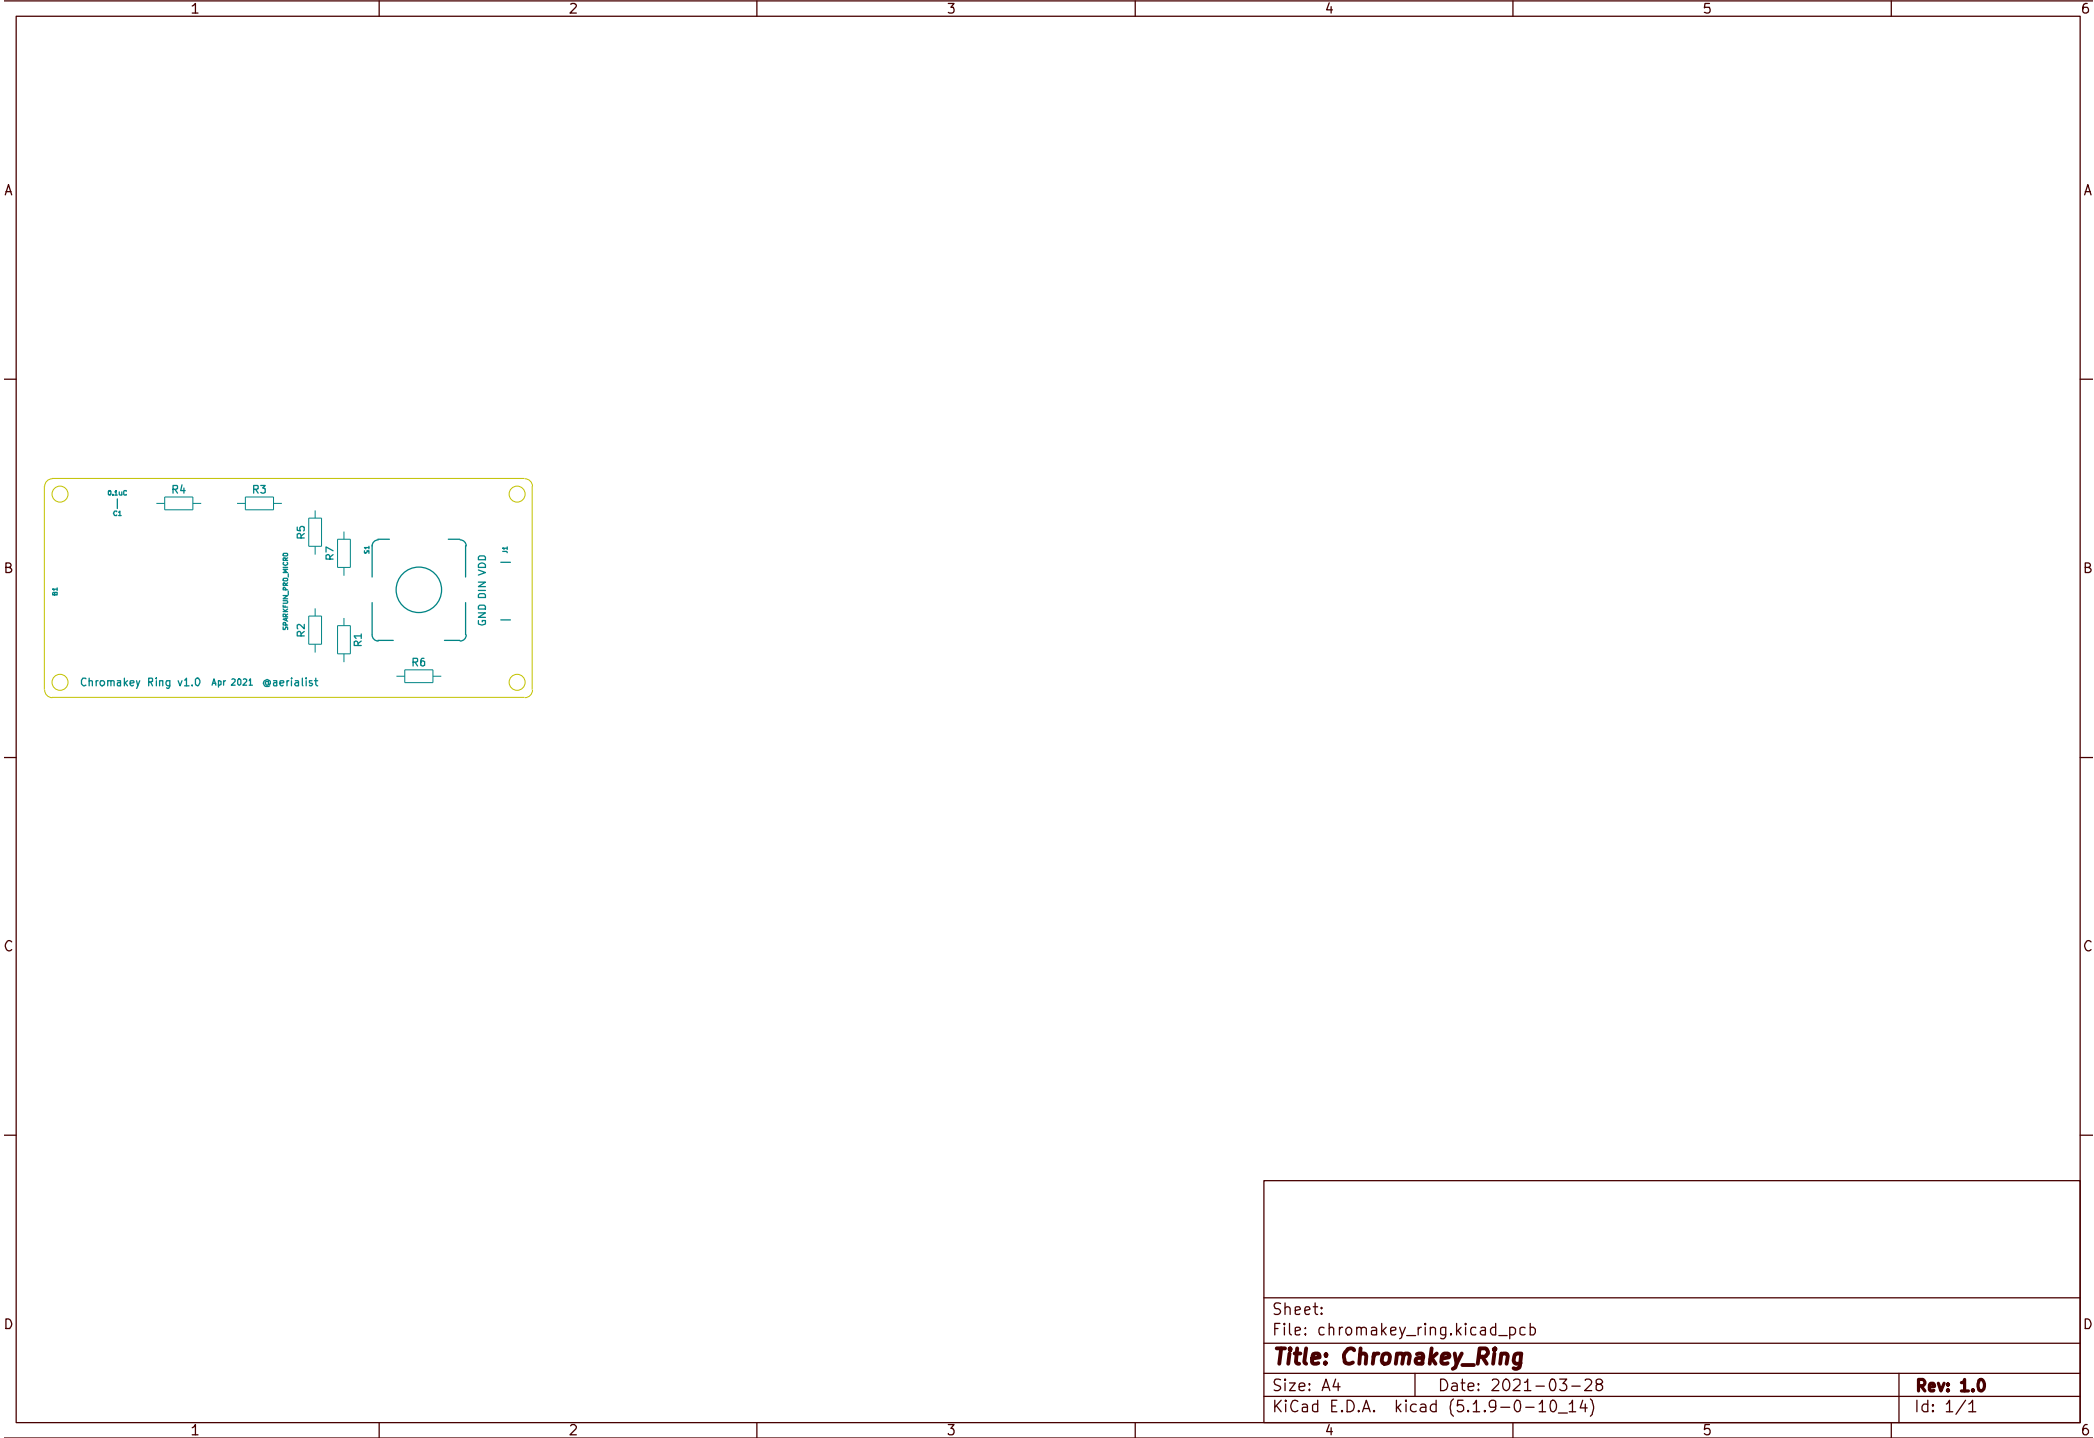 1 2 3 4 5 6
A A
R4 R3
0.1uC
C1
R5
R7
S1
J1
B B
SPARKFUN_PRO_MICRO
GND DIN VDD
B1
R2
R1
R6
Chromakey Ring v1.0 Apr 2021 @aerialist
C C
Sheet:
File: chromakey_ring.kicad_pcb
D D
Title: Chromakey_Ring
Size: A4 Date: 2021-03-28 Rev: 1.0
KiCad E.D.A. kicad (5.1.9-0-10_14) Id: 1/1
1 2 3 4 5 6